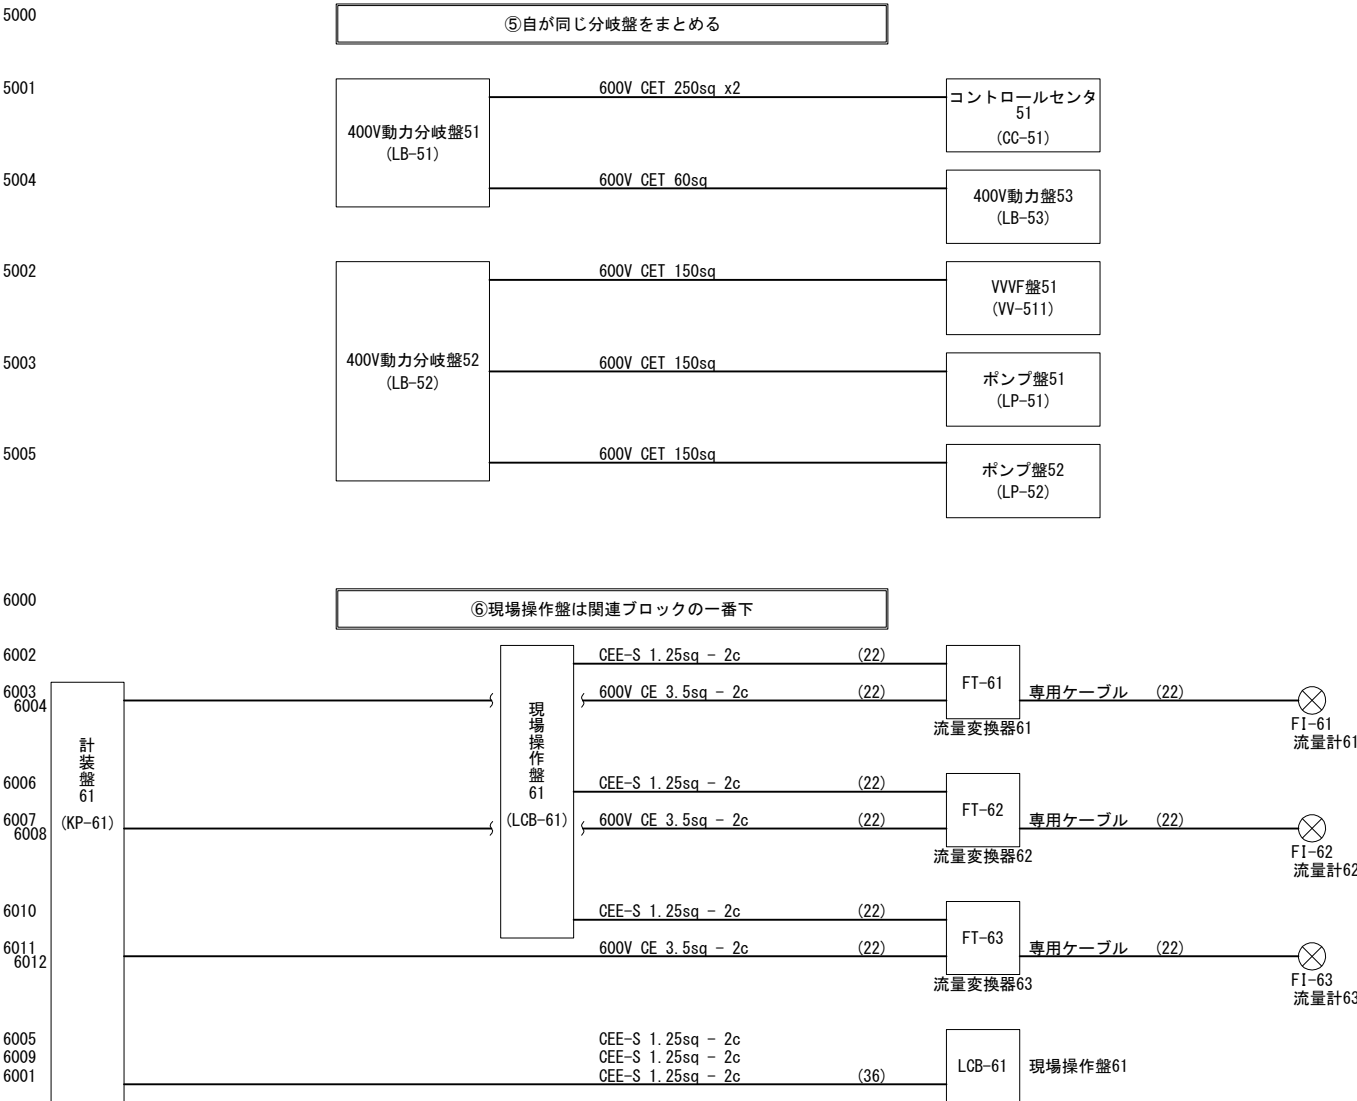 5000
⑤自が同じ分岐盤をまとめる
5001
600V CET 250sq x2
コントロールセンタ
51
(CC-51)
400V動力分岐盤51
(LB-51)
5004
600V CET 60sq
400V動力盤53
(LB-53)
5002
600V CET 150sq
VVVF盤51
(VV-511)
400V動力分岐盤52
(LB-52)
5003
600V CET 150sq
ポンプ盤51
(LP-51)
5005
600V CET 150sq
ポンプ盤52
(LP-52)
6000
⑥現場操作盤は関連ブロックの一番下
6002
CEE-S 1.25sq - 2c (22)
FT-61
6003
6004
600V CE 3.5sq - 2c (22)
専用ケーブル (22)
流量変換器61
FI-61
流量計61
計装盤61
(KP-61)
現場操作盤61
(LCB-61)
6006
CEE-S 1.25sq - 2c (22)
FT-62
6007
6008
600V CE 3.5sq - 2c (22)
専用ケーブル (22)
流量変換器62
FI-62
流量計62
6010
CEE-S 1.25sq - 2c (22)
FT-63
6011
6012
600V CE 3.5sq - 2c (22)
専用ケーブル (22)
流量変換器63
FI-63
流量計63
6005
CEE-S 1.25sq - 2c
6009
CEE-S 1.25sq - 2c
6001
CEE-S 1.25sq - 2c (36)
LCB-61
現場操作盤61